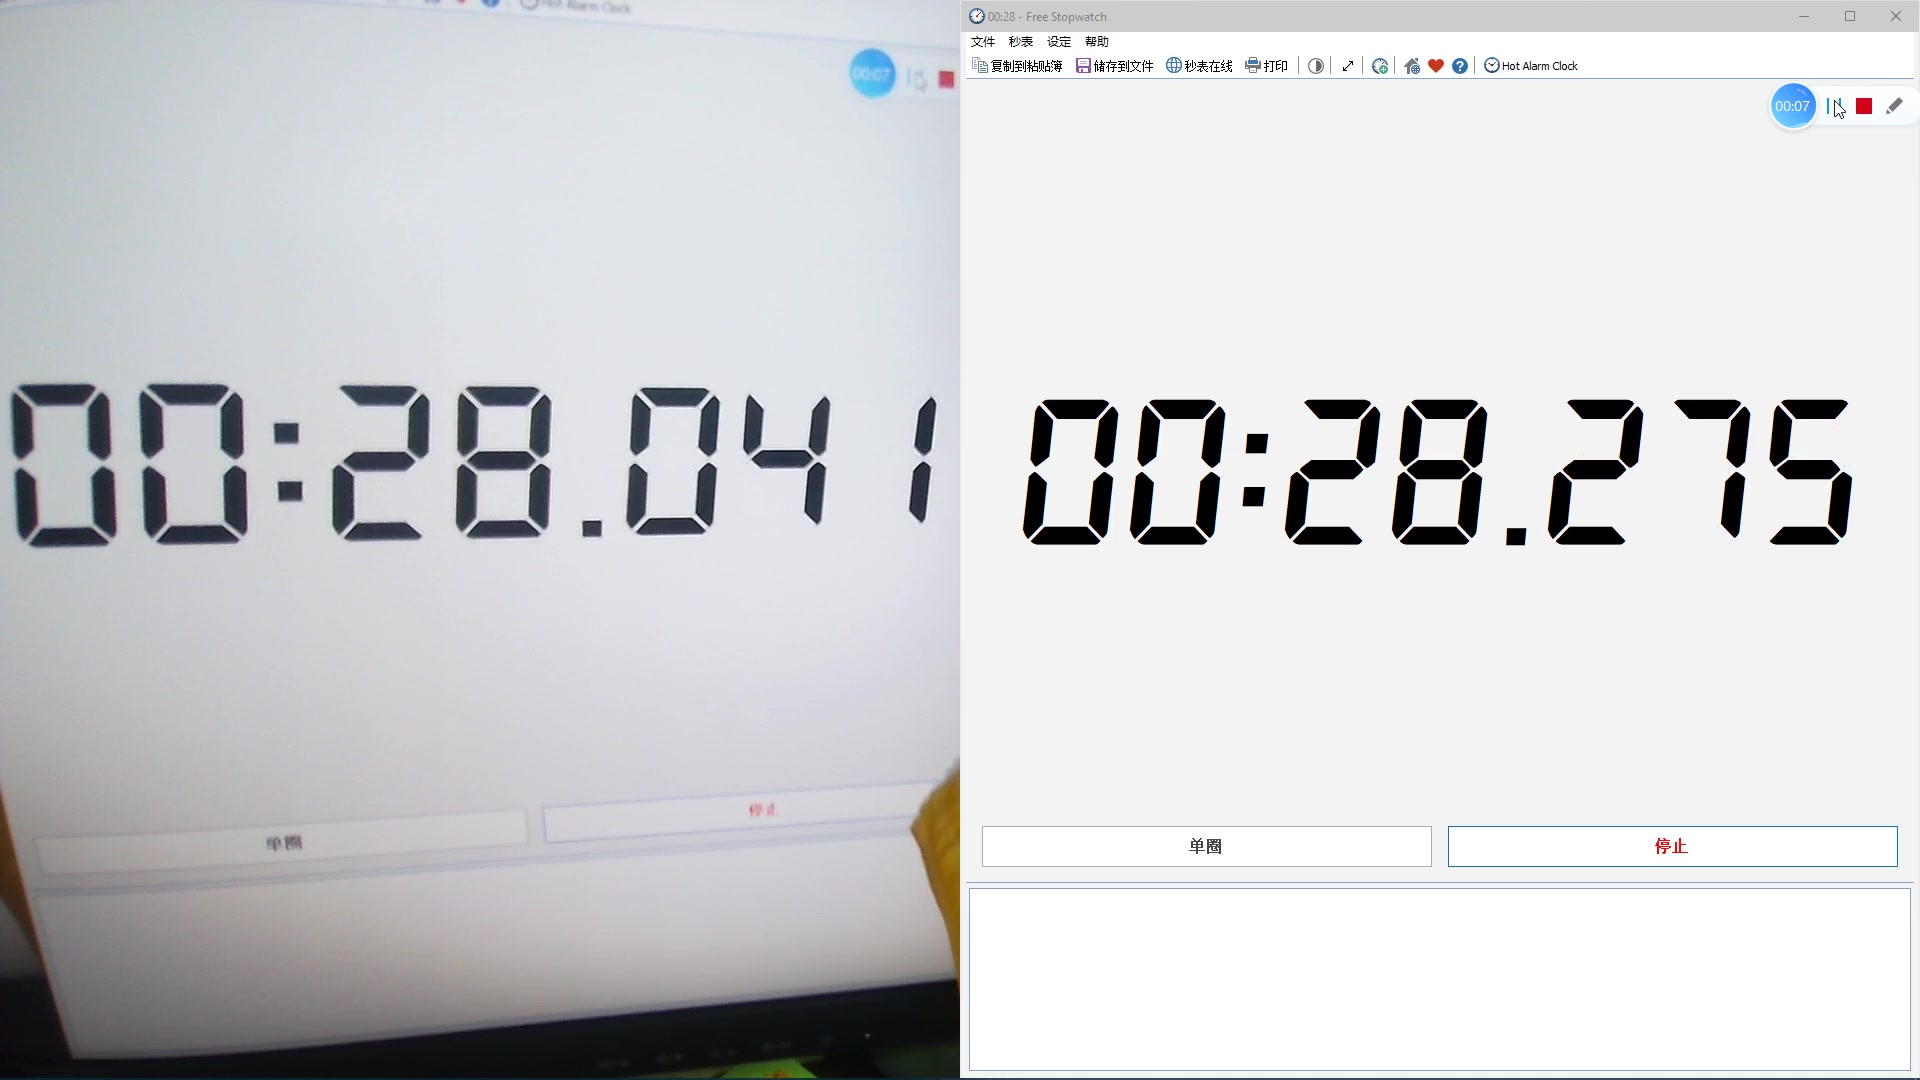 Hot Alarm Clock
00:07
00:28.041
单圈
停止
00:28 - Free Stopwatch
文件 秒表 设定 帮助
复制到粘贴簿 储存到文件 秒表在线 打印 Hot Alarm Clock
00:07
00:28.275
单圈 停止